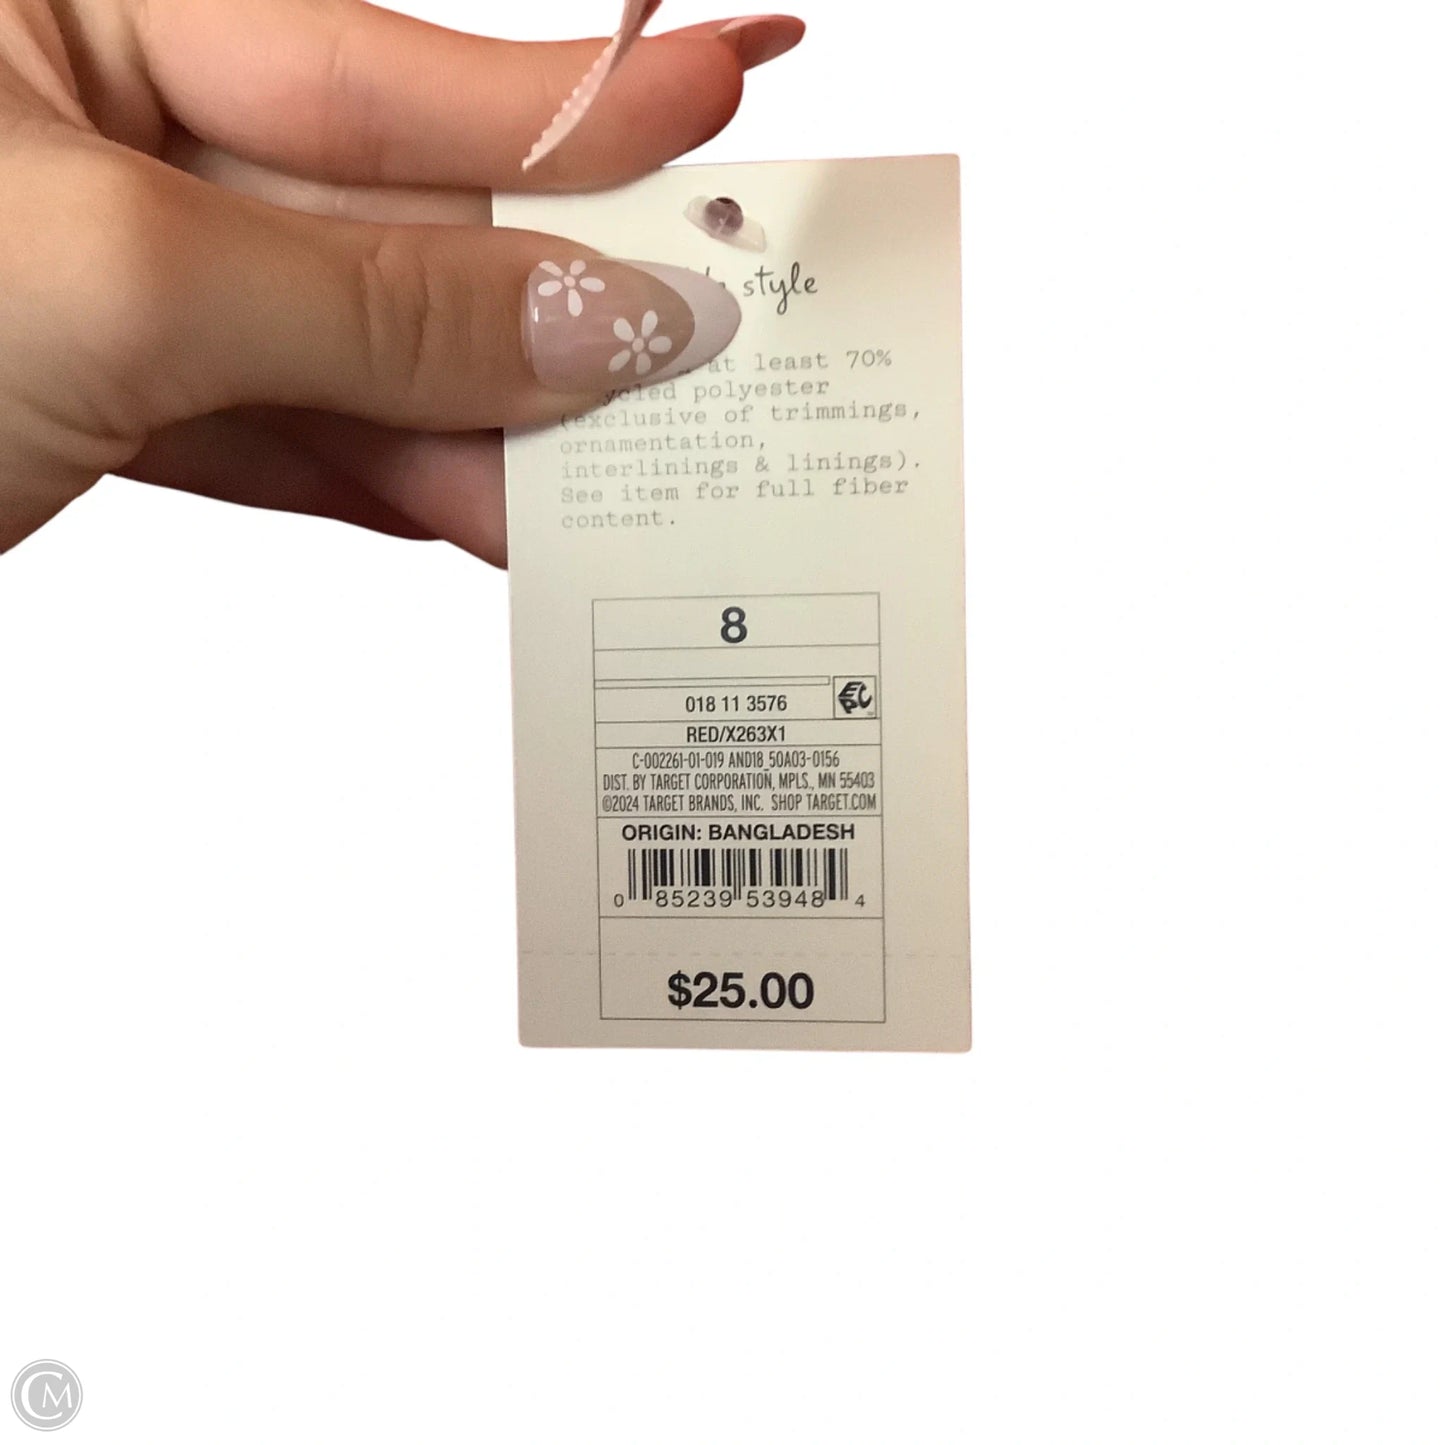 style
at least 70%
polyester
(exclusive of trimmings,
ornamentation,
interlinings & linings).
See item for full fiber
content.
8
018 11 3576
EPC
RED/X263X1
C-002261-01-019 AND18_50A03-0156
DIST. BY TARGET CORPORATION, MPLS., MN 55403
©2024 TARGET BRANDS, INC. SHOP TARGET.COM
ORIGIN: BANGLADESH
0 85239 53948 4
$25.00
CM